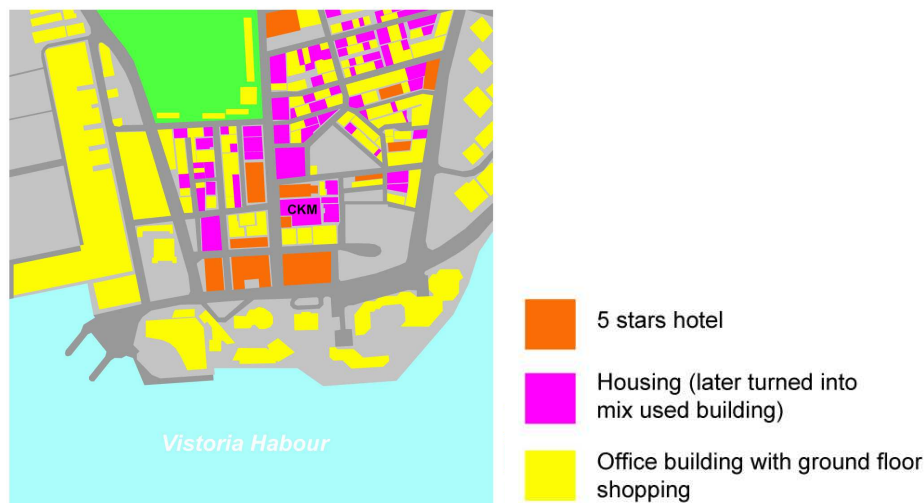 CKM
Vistoria Habour
5 stars hotel
Housing (later turned into
mix used building)
Office building with ground floor
shopping